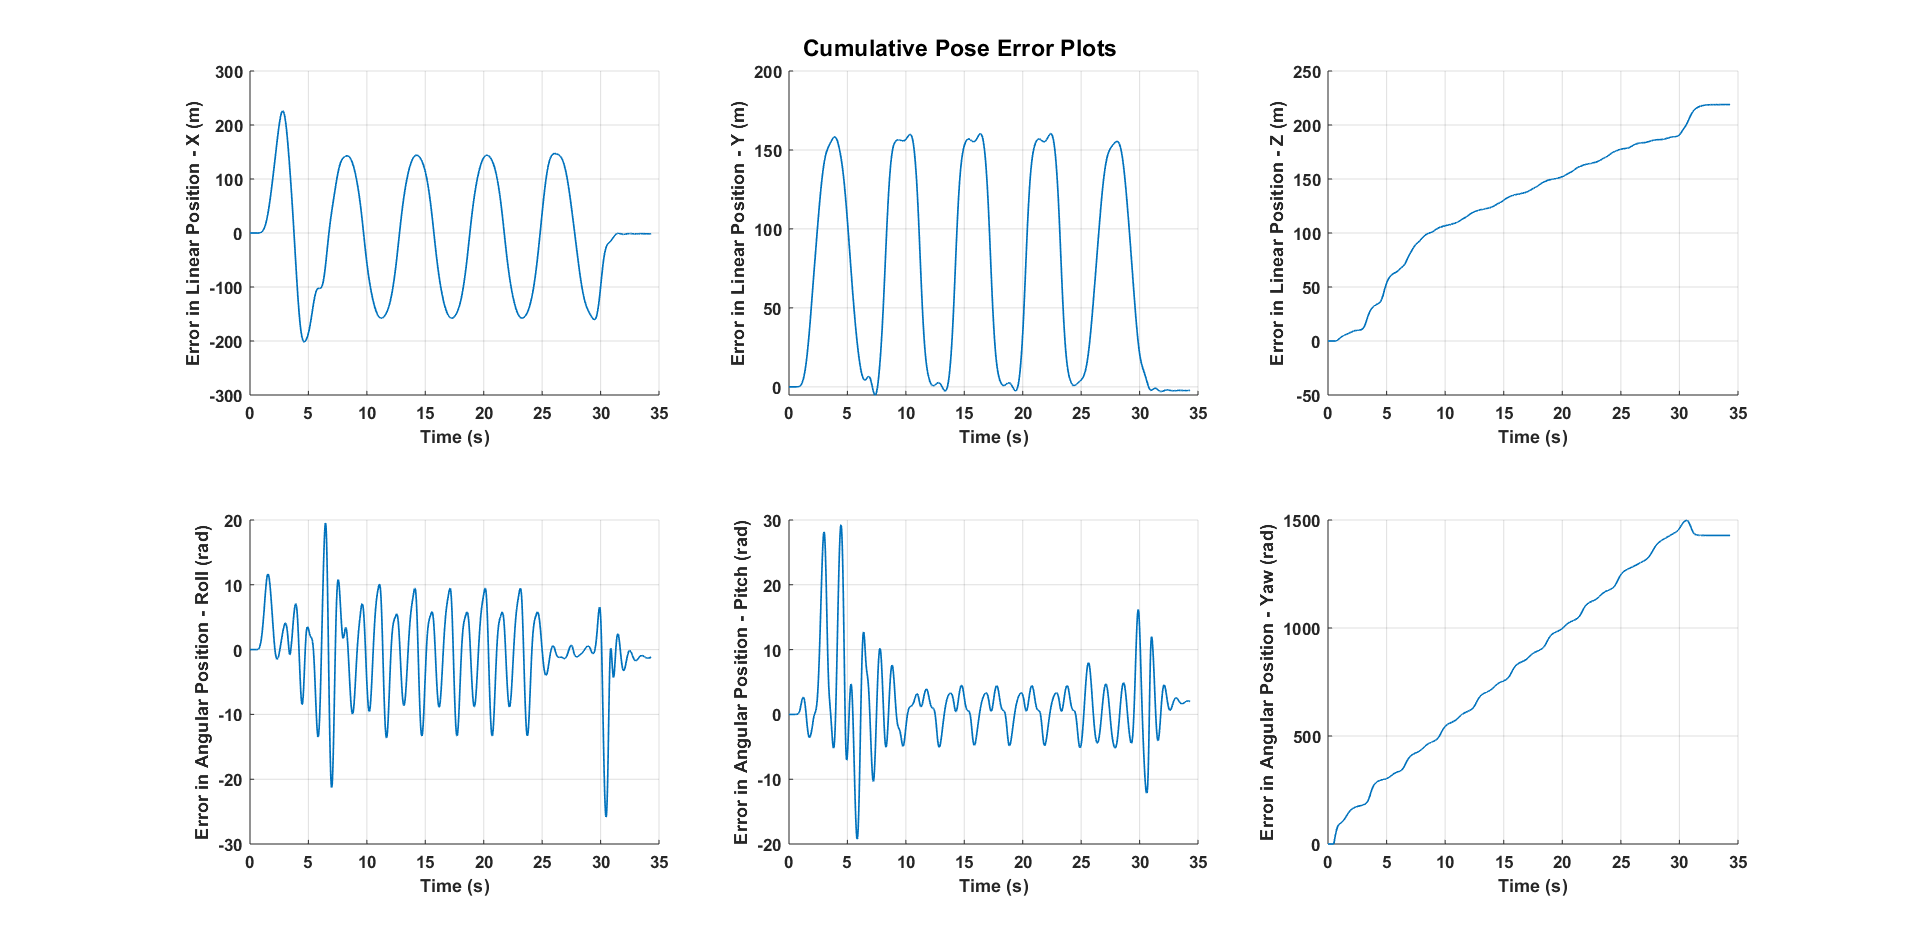 Cumulative Pose Error Plots
Error in Linear Position - X (m)
300
200
100
0
-100
-200
-300
0 5 10 15 20 25 30 35
Time (s)
Error in Linear Position - Y (m)
200
150
100
50
0
0 5 10 15 20 25 30 35
Time (s)
Error in Linear Position - Z (m)
250
200
150
100
50
0
-50
0 5 10 15 20 25 30 35
Time (s)
Error in Angular Position - Roll (rad)
20
10
0
-10
-20
-30
0 5 10 15 20 25 30 35
Time (s)
Error in Angular Position - Pitch (rad)
30
20
10
0
-10
-20
0 5 10 15 20 25 30 35
Time (s)
Error in Angular Position - Yaw (rad)
1500
1000
500
0
0 5 10 15 20 25 30 35
Time (s)